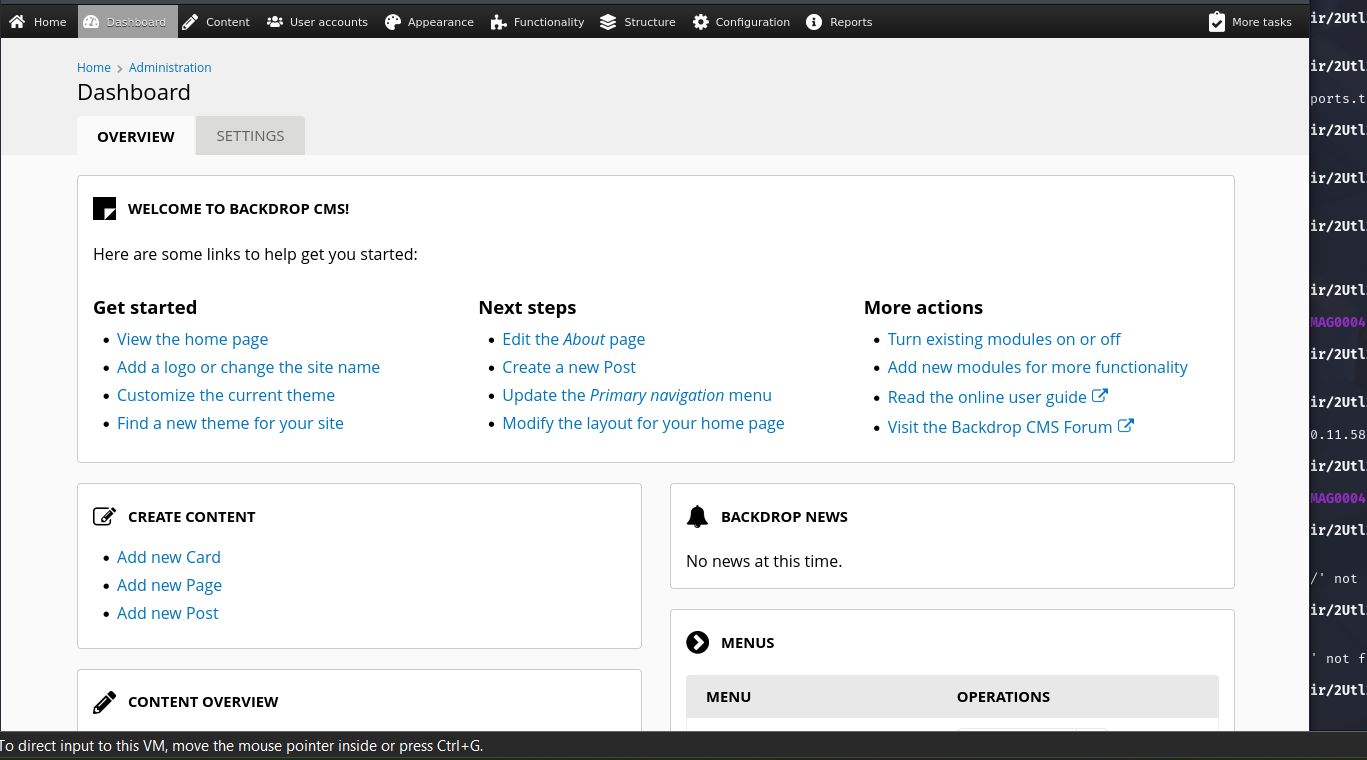 Home Dashboard Content User accounts Appearance Functionality Structure Configuration Reports More tasks
Home › Administration
Dashboard
OVERVIEW SETTINGS
WELCOME TO BACKDROP CMS!
Here are some links to help get you started:
Get started
View the home page
Add a logo or change the site name
Customize the current theme
Find a new theme for your site
Next steps
Edit the About page
Create a new Post
Update the Primary navigation menu
Modify the layout for your home page
More actions
Turn existing modules on or off
Add new modules for more functionality
Read the online user guide
Visit the Backdrop CMS Forum
CREATE CONTENT
Add new Card
Add new Page
Add new Post
CONTENT OVERVIEW
BACKDROP NEWS
No news at this time.
MENUS
MENU OPERATIONS
ir/2Utl
ir/2Utl
ports.t
ir/2Utl
ir/2Utl
ir/2Utl
ir/2Utl
MAG0004
ir/2Utl
ir/2Utl
0.11.58
ir/2Utl
MAG0004
ir/2Utl
/' not
ir/2Utl
' not f
ir/2Utl
To direct input to this VM, move the mouse pointer inside or press Ctrl+G.